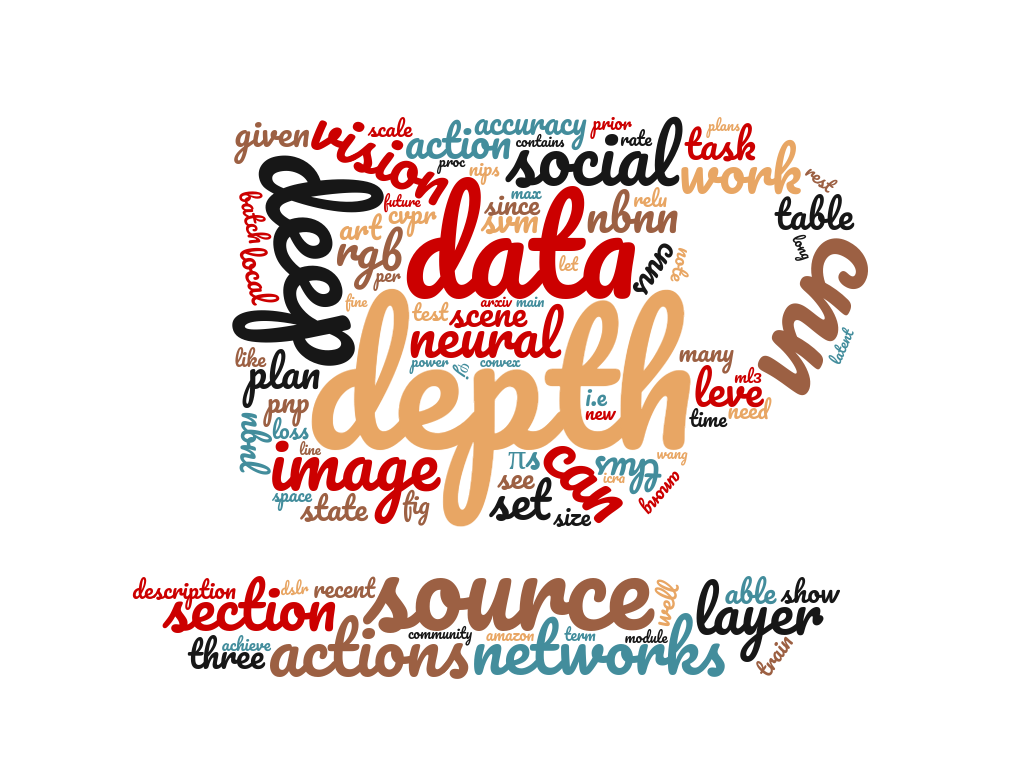 given
vision
scale
action
accuracy
contains
prior
rate
plans
task
proc
nips
social
work
rest
deep
batch
local
future
cvpr
art
rgb
per
since
max
svm
relu
nbnn
data
let
cnns
note
table
long
cnn
latent
fine
test
scene
arxiv
main
neural
power
convex
depth
i.e
new
many
leve
ml3
time
need
like
plan
pnp
nbnl
loss
line
image
space
state
fig
πs
see
set
size
can
icra
wang
among
description
section
dslr
recent
source
well
able
show
layer
three
achieve
actions
community
amazon
term
networks
module
train